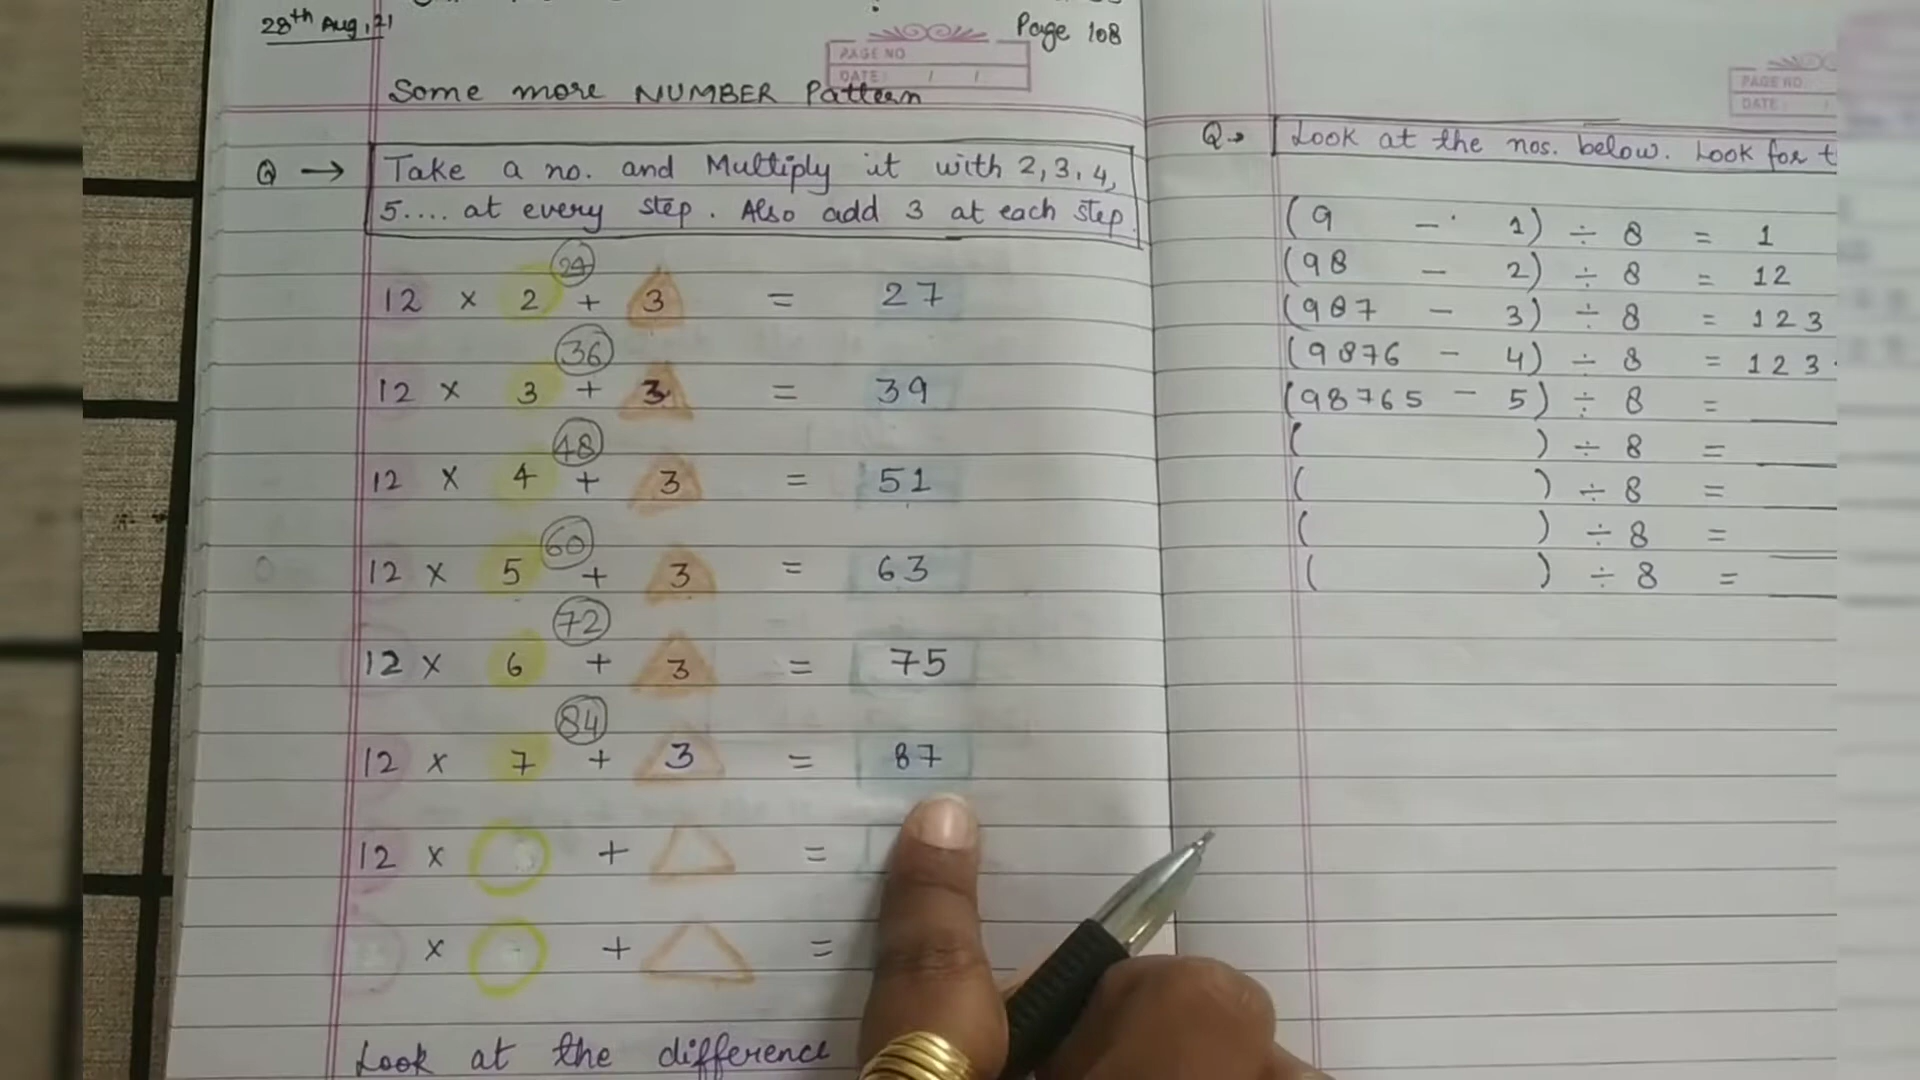 28th Aug, 21
Page 108
PAGE NO
DATE: / /
Some more NUMBER Pattern
Q → Take a no. and Multiply it with 2, 3, 4,
5.... at every step. Also add 3 at each step.
24
12 × 2 + 3 = 27
36
12 × 3 + 3 = 39
48
12 × 4 + 3 = 51
60
12 × 5 + 3 = 63
72
12 × 6 + 3 = 75
84
12 × 7 + 3 = 87
12 × + =
× + =
Look at the difference
PAGE NO.
DATE: /
Q→ Look at the nos. below. Look for
(9 - 1) ÷ 8 = 1
(98 - 2) ÷ 8 = 12
(987 - 3) ÷ 8 = 123
(9876 - 4) ÷ 8 = 123
(98765 - 5) ÷ 8 =
( ) ÷ 8 =
( ) ÷ 8 =
( ) ÷ 8 =
( ) ÷ 8 =